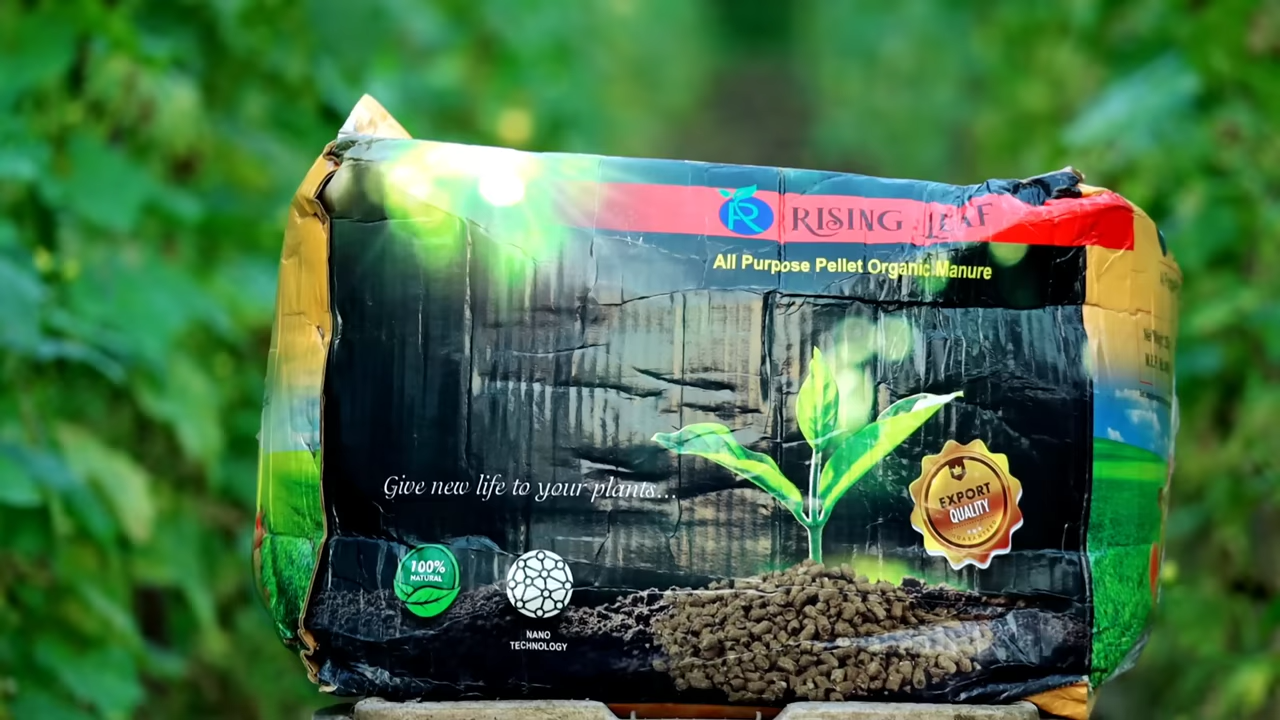 RISING LEAF
All Purpose Pellet Organic Manure
Give new life to your plants...
EXPORT
QUALITY
100%
NATURAL
NANO
TECHNOLOGY